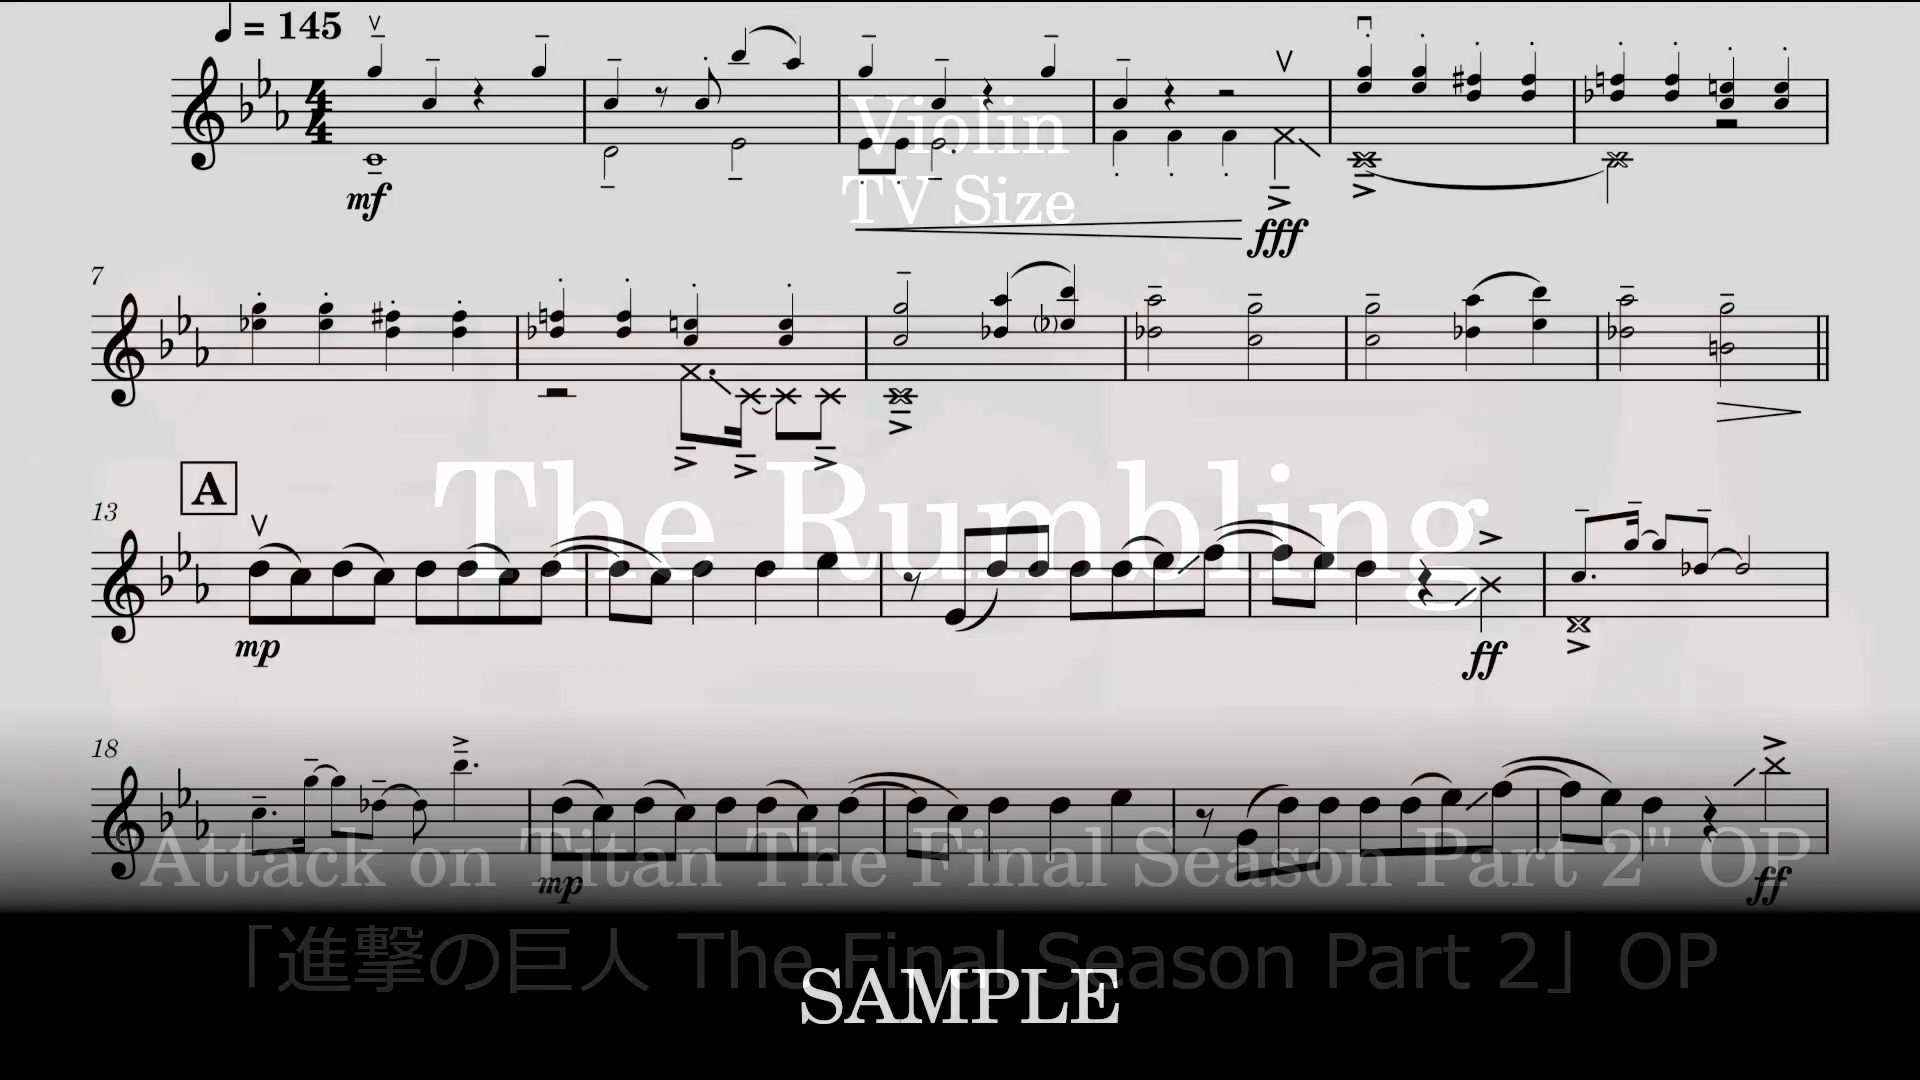 ♩ = 145
Violin
mf
TV Size
fff
7
A
The Rumbling
13
mp
ff
18
Attack on Titan The Final Season Part 2" OP
mp
ff
「進撃の巨人 The Final Season Part 2」OP
SAMPLE